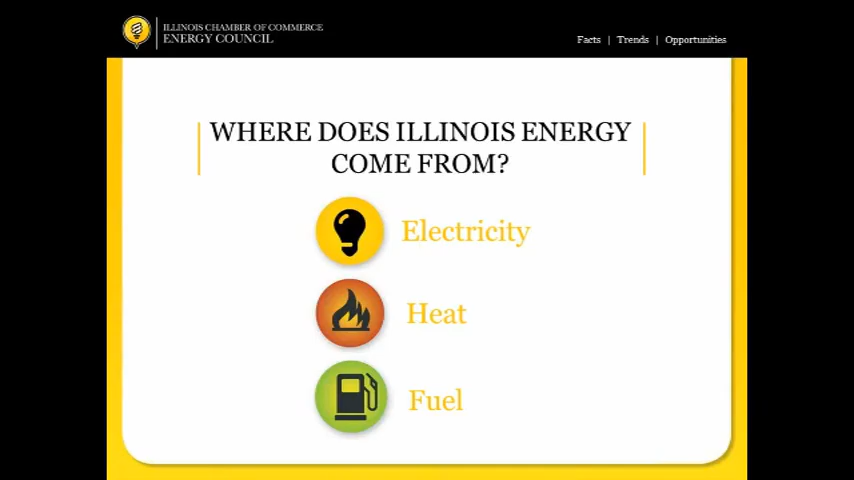 ILLINOIS CHAMBER OF COMMERCE
ENERGY COUNCIL
Facts | Trends | Opportunities
WHERE DOES ILLINOIS ENERGY
COME FROM?
Electricity
Heat
Fuel